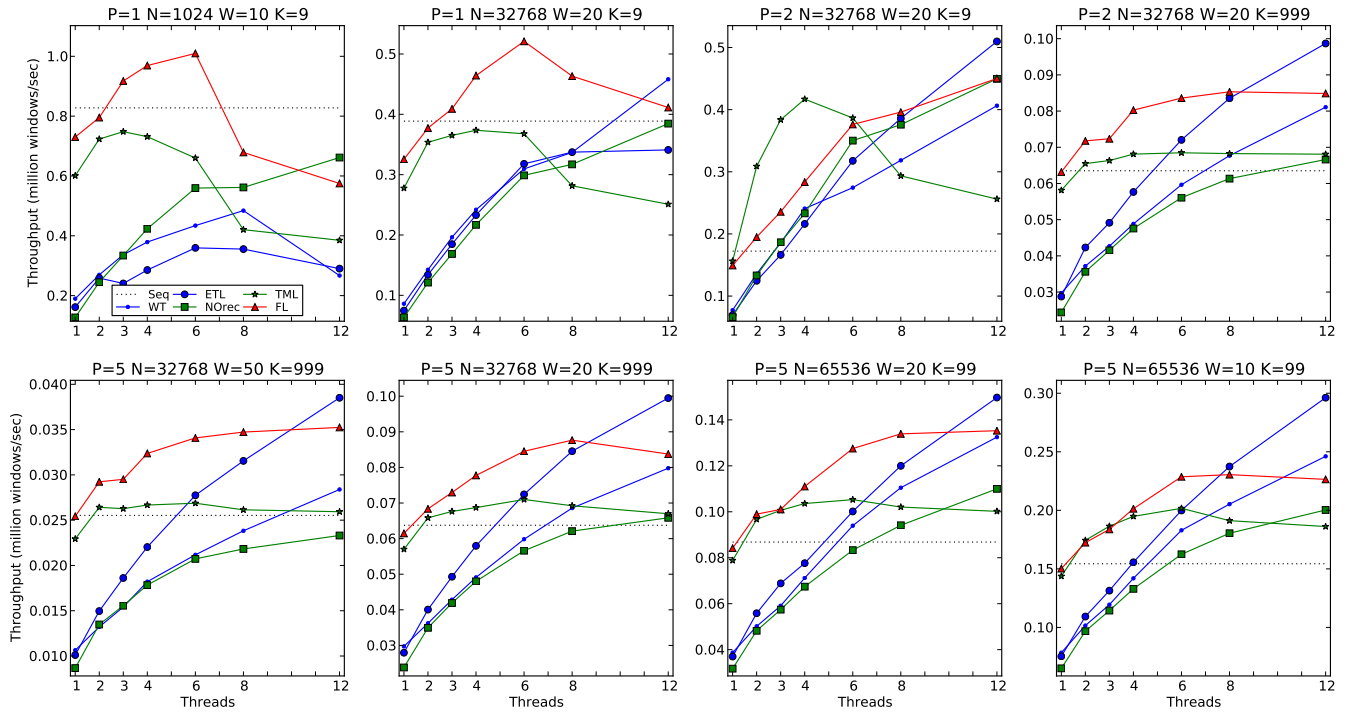 P=1 N=1024 W=10 K=9
P=1 N=32768 W=20 K=9
P=2 N=32768 W=20 K=9
P=2 N=32768 W=20 K=999
Throughput (million windows/sec)
1.0
0.8
0.6
0.4
0.2
Seq
WT
ETL
NOrec
TML
FL
1 2 3 4 6 8 12
0.5
0.4
0.3
0.2
0.1
1 2 3 4 6 8 12
0.5
0.4
0.3
0.2
0.1
1 2 3 4 6 8 12
0.10
0.09
0.08
0.07
0.06
0.05
0.04
0.03
1 2 3 4 6 8 12
P=5 N=32768 W=50 K=999
P=5 N=32768 W=20 K=999
P=5 N=65536 W=20 K=99
P=5 N=65536 W=10 K=99
Throughput (million windows/sec)
0.040
0.035
0.030
0.025
0.020
0.015
0.010
1 2 3 4 6 8 12
Threads
0.10
0.09
0.08
0.07
0.06
0.05
0.04
0.03
1 2 3 4 6 8 12
Threads
0.14
0.12
0.10
0.08
0.06
0.04
1 2 3 4 6 8 12
Threads
0.30
0.25
0.20
0.15
0.10
1 2 3 4 6 8 12
Threads